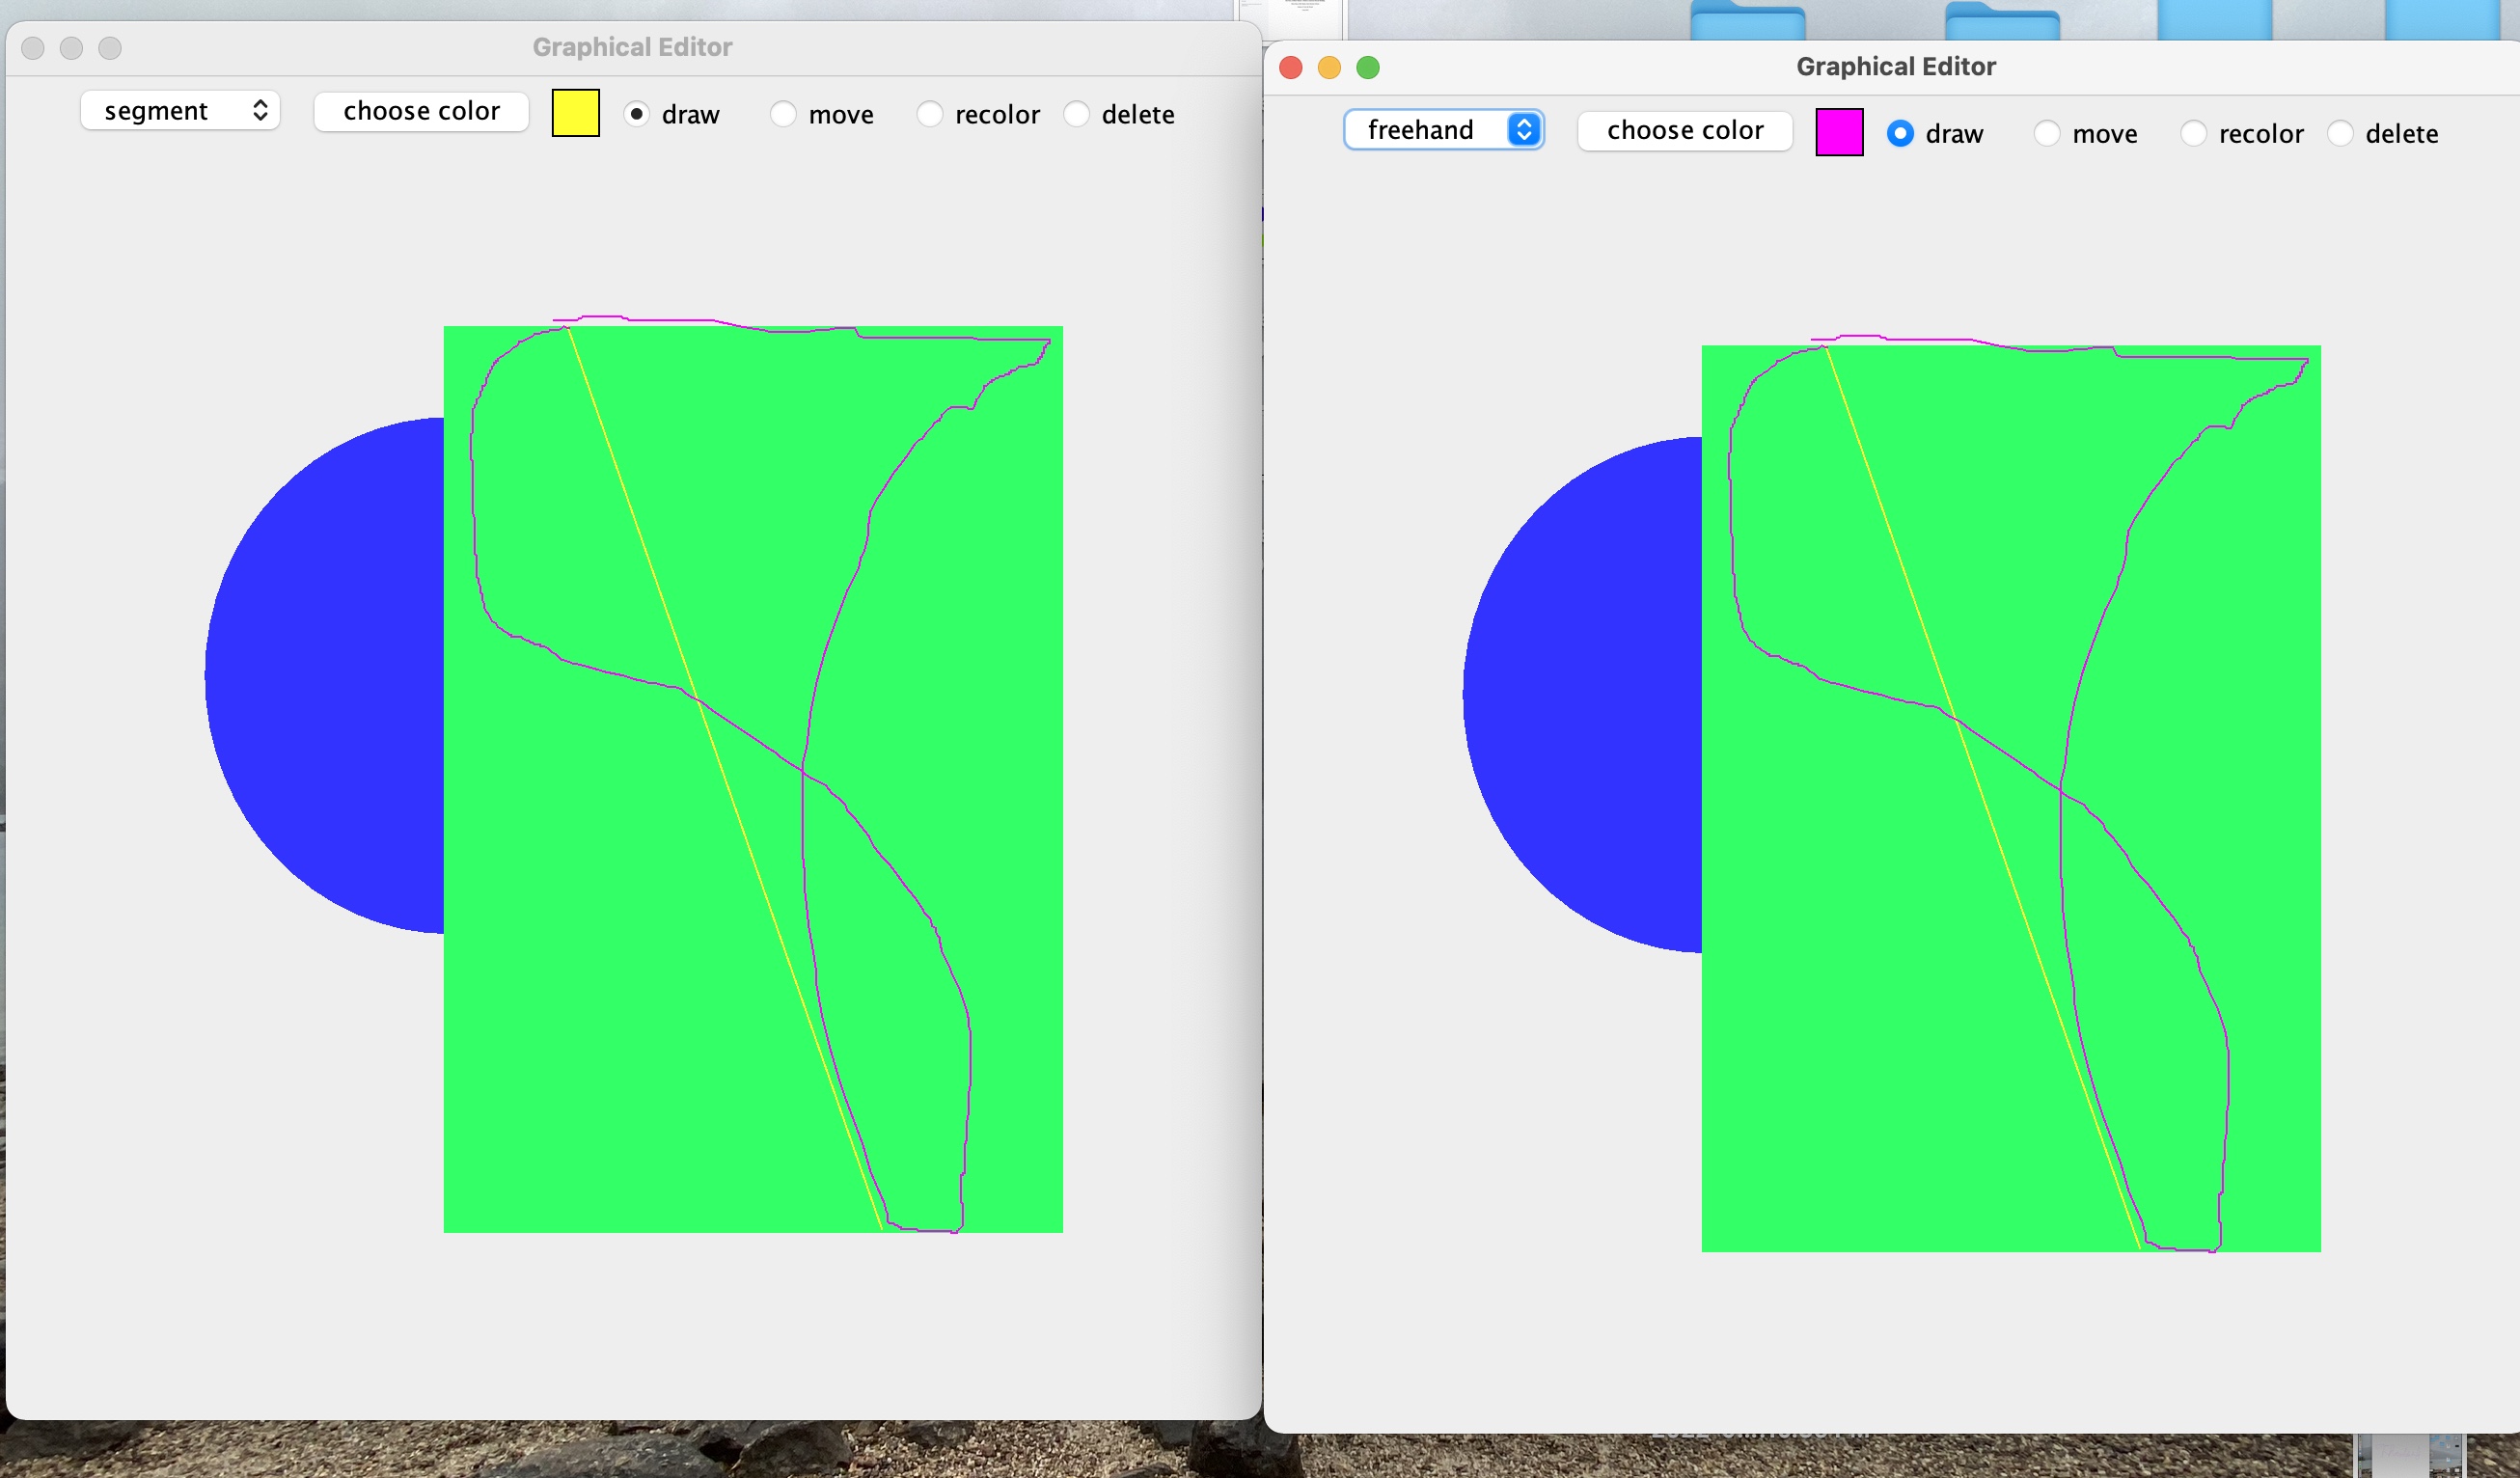 Graphical Editor
segment choose color draw move recolor delete
Graphical Editor
freehand choose color draw move recolor delete